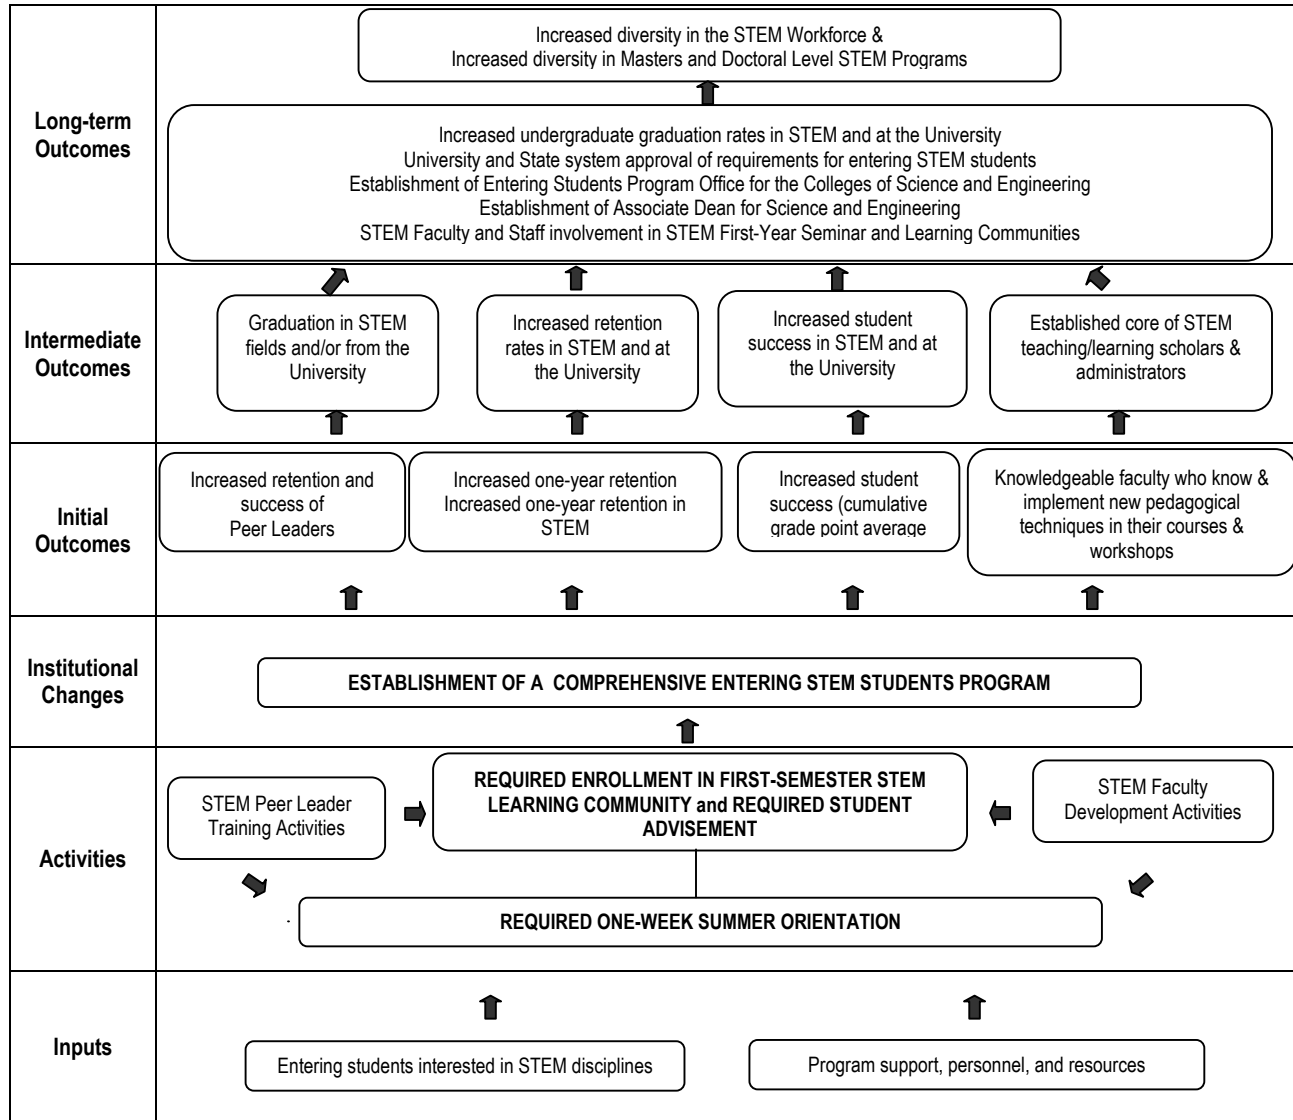 Increased diversity in the STEM Workforce &
Increased diversity in Masters and Doctoral Level STEM Programs
Long-term
Outcomes
Increased undergraduate graduation rates in STEM and at the University
University and State system approval of requirements for entering STEM students
Establishment of Entering Students Program Office for the Colleges of Science and Engineering
Establishment of Associate Dean for Science and Engineering
STEM Faculty and Staff involvement in STEM First-Year Seminar and Learning Communities
Intermediate
Outcomes
Graduation in STEM
fields and/or from the
University
Increased retention
rates in STEM and at
the University
Increased student
success in STEM and at
the University
Established core of STEM
teaching/learning scholars &
administrators
Initial
Outcomes
Increased retention and
success of
Peer Leaders
Increased one-year retention
Increased one-year retention in
STEM
Increased student
success (cumulative
grade point average
Knowledgeable faculty who know &
implement new pedagogical
techniques in their courses &
workshops
Institutional
Changes
ESTABLISHMENT OF A COMPREHENSIVE ENTERING STEM STUDENTS PROGRAM
Activities
STEM Peer Leader
Training Activities
REQUIRED ENROLLMENT IN FIRST-SEMESTER STEM
LEARNING COMMUNITY and REQUIRED STUDENT
ADVISEMENT
STEM Faculty
Development Activities
REQUIRED ONE-WEEK SUMMER ORIENTATION
Inputs
Entering students interested in STEM disciplines
Program support, personnel, and resources